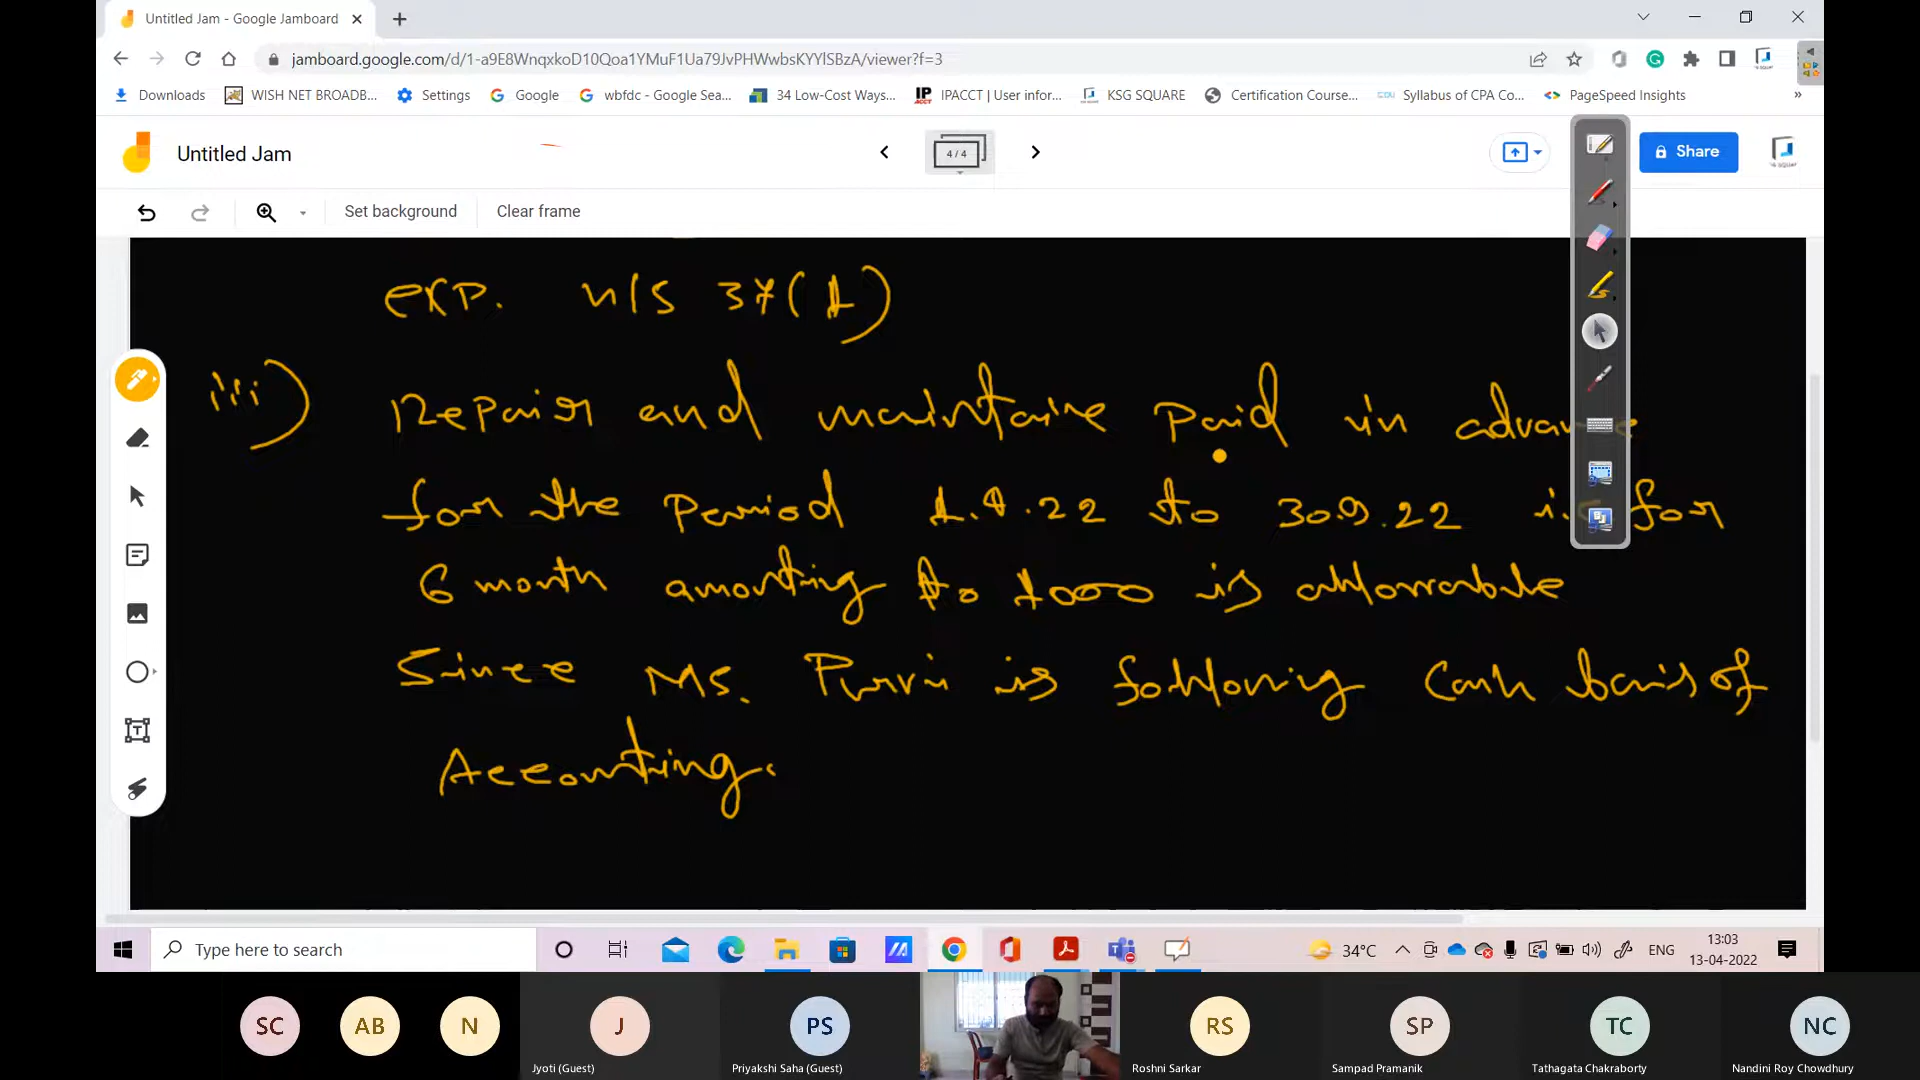 Untitled Jam - Google Jamboard
jamboard.google.com/d/1-a9E8WnqxkoD10Qoa1YMuF1Ua79JvPHWwbsKYYlSBzA/viewer?f=3
Downloads WISH NET BROADB... Settings Google wbfdc - Google Sea... 34 Low-Cost Ways... IP ACCT IPACCT | User infor... KSG SQUARE Certification Course... CDU Syllabus of CPA Co... PageSpeed Insights »
Untitled Jam 4 / 4 Share
Set background Clear frame
exp. u/s 37(1)
iii) Repair and maintaine paid in advance
for the period 1.4.22 to 30.9.22 i.e for
6 month amonting to 1000 is allowable
Since Ms. Purvi is following Cash basis of
Accounting.
Type here to search 34°C ENG 13:03
13-04-2022
SC AB N J PS RS SP TC NC
Jyoti (Guest) Priyakshi Saha (Guest) Roshni Sarkar Sampad Pramanik Tathagata Chakraborty Nandini Roy Chowdhury